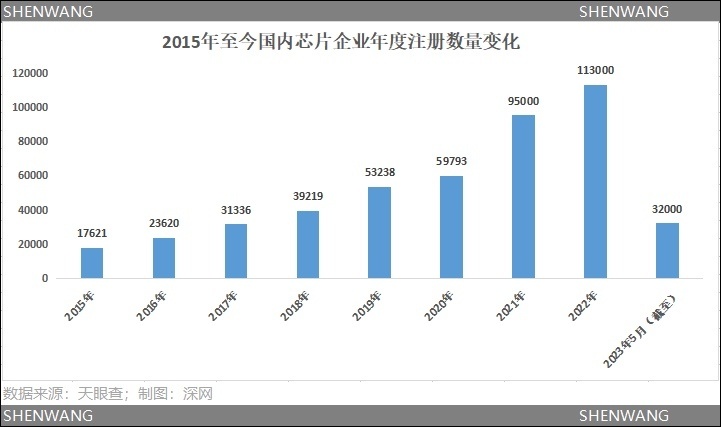 SHENWANG SHENWANG
2015年至今国内芯片企业年度注册数量变化
120000
100000
80000
60000
40000
20000
0
17621
23620
31336
39219
53238
59793
95000
113000
32000
2015年
2016年
2017年
2018年
2019年
2020年
2021年
2022年
2023年5月（截至）
数据来源：天眼查；制图：深网
SHENWANG SHENWANG